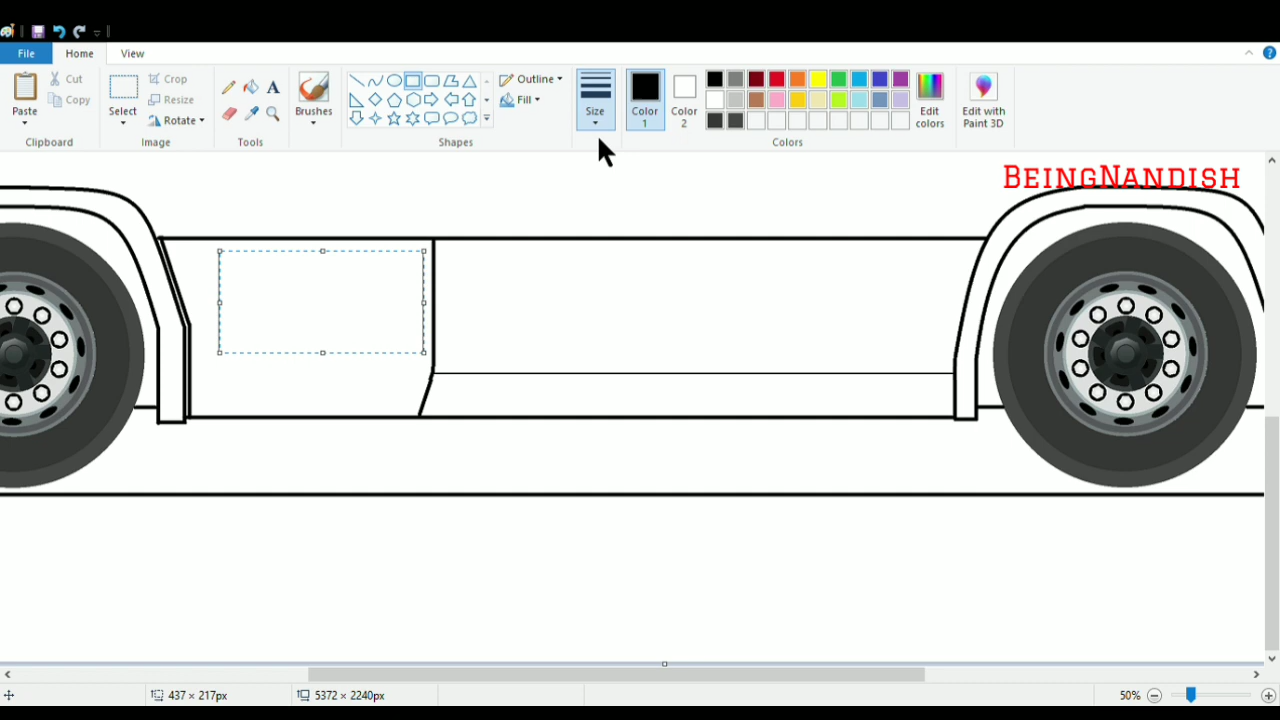 File Home View
Paste Cut Copy Clipboard
Select Crop Resize Rotate Image
Tools
Brushes
Outline Fill Shapes
Size
Color 1 Color 2 Edit colors Colors
Edit with Paint 3D
BeingNandish
437 × 217px 5372 × 2240px 50%